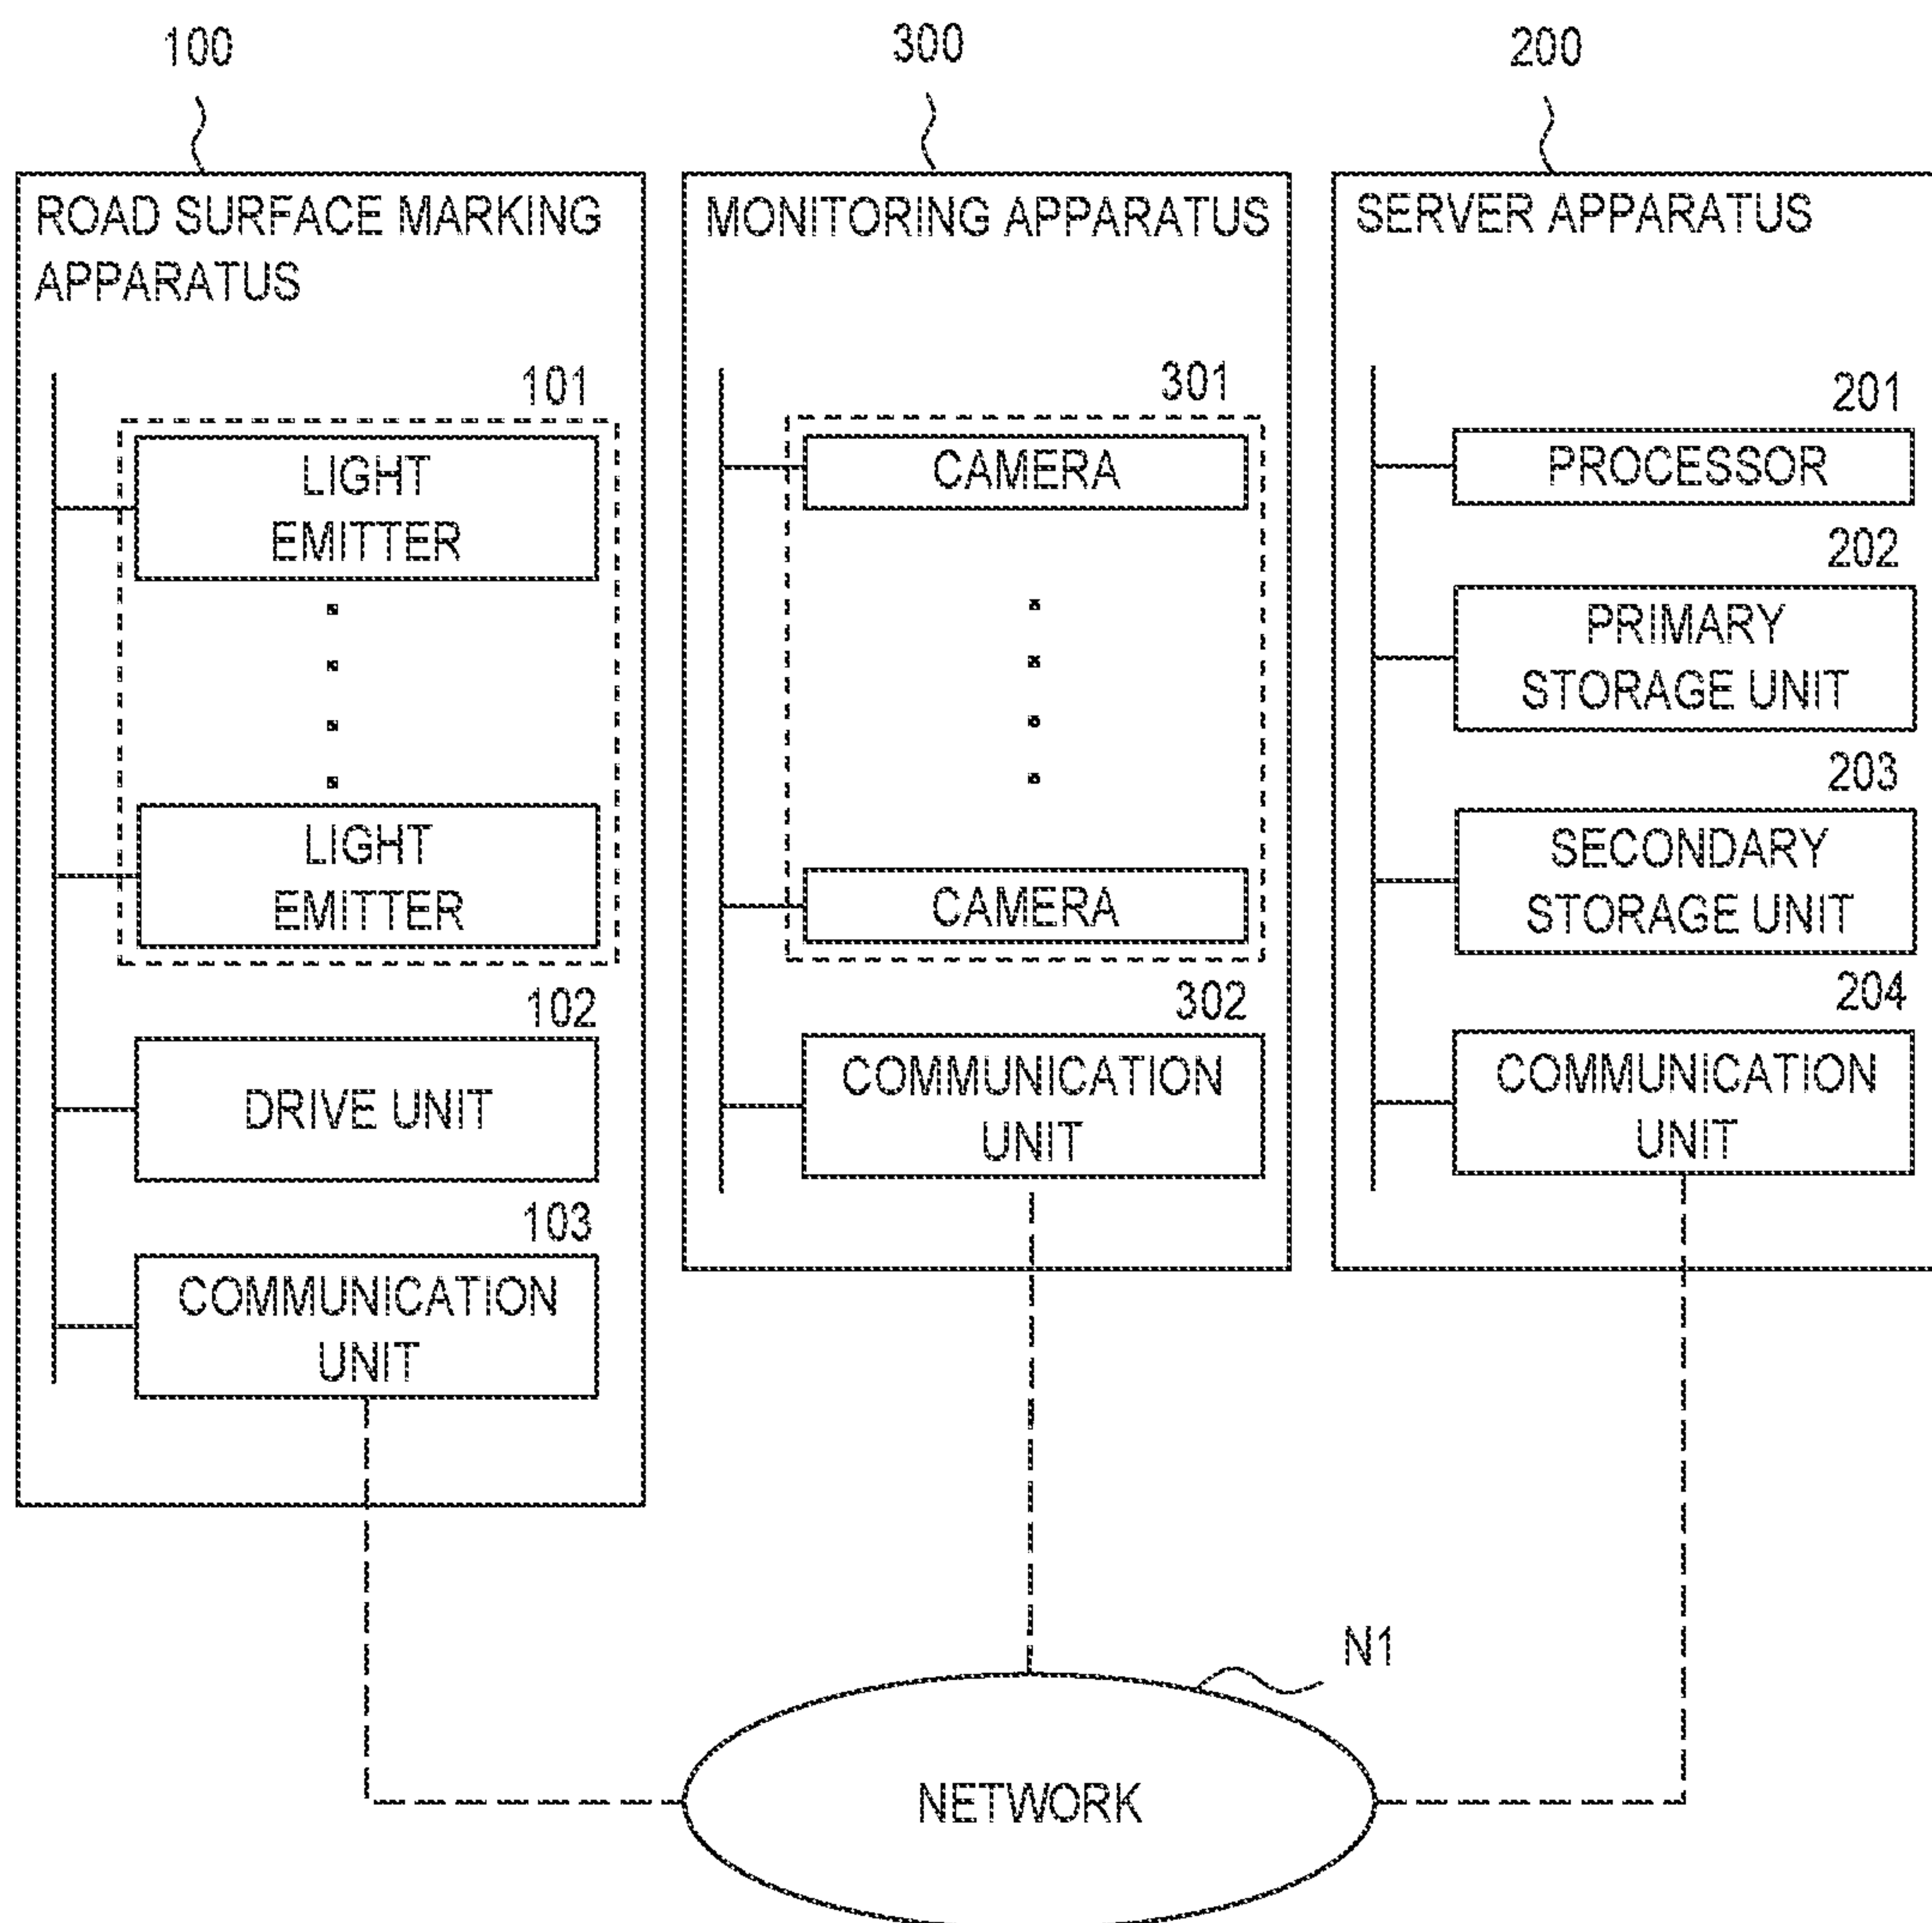 100
300
200
ROAD SURFACE MARKING
APPARATUS
101
LIGHT
EMITTER
LIGHT
EMITTER
102
DRIVE UNIT
103
COMMUNICATION
UNIT
MONITORING APPARATUS
301
CAMERA
CAMERA
302
COMMUNICATION
UNIT
SERVER APPARATUS
201
PROCESSOR
202
PRIMARY
STORAGE UNIT
203
SECONDARY
STORAGE UNIT
204
COMMUNICATION
UNIT
N1
NETWORK